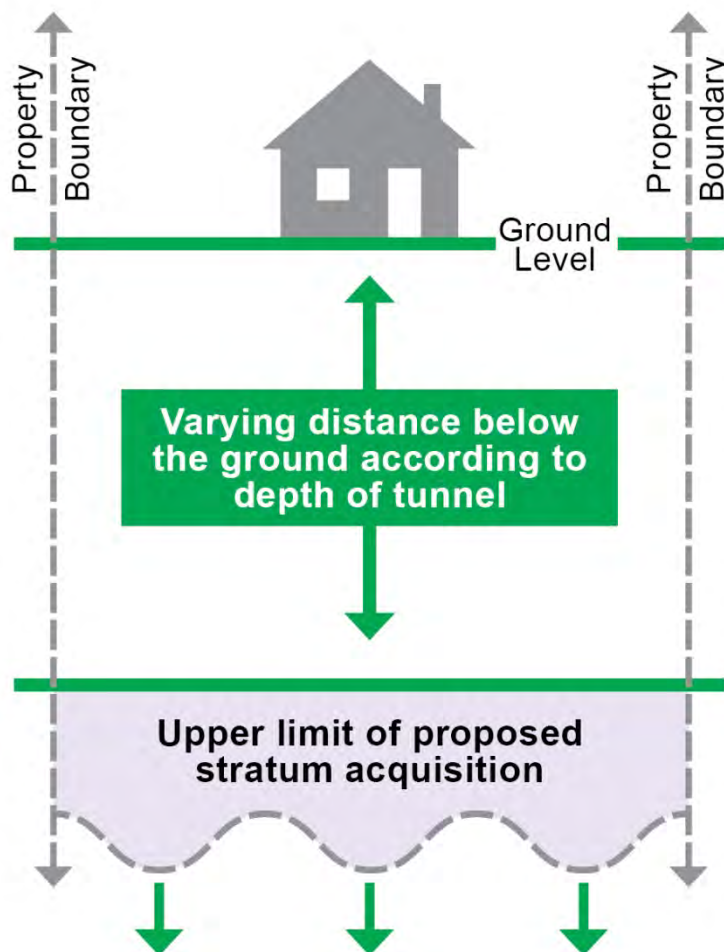 Property
Boundary
Property
Boundary
Ground
Level
Varying distance below
the ground according to
depth of tunnel
Upper limit of proposed
stratum acquisition